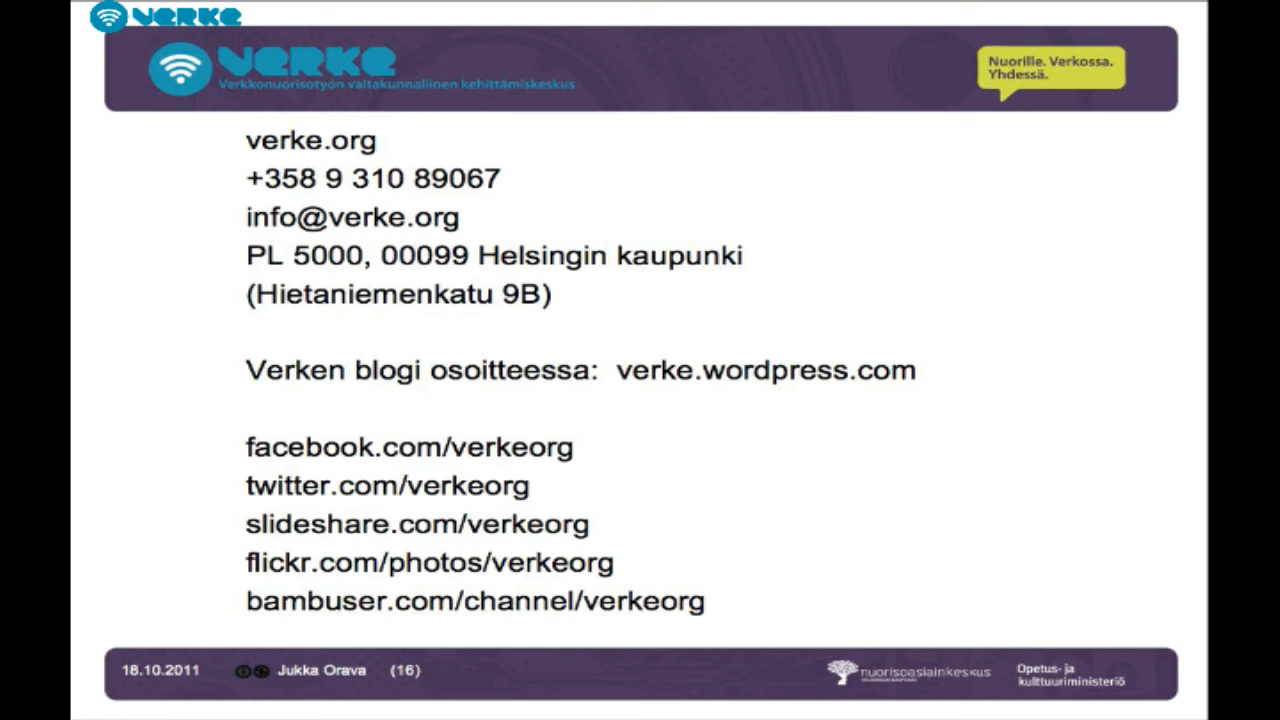 VERKE
VERKE
Verkkonuorisotyön valtakunnallinen kehittämiskeskus
Nuorille. Verkossa.
Yhdessä.
verke.org
+358 9 310 89067
info@verke.org
PL 5000, 00099 Helsingin kaupunki
(Hietaniemenkatu 9B)
Verken blogi osoitteessa: verke.wordpress.com
facebook.com/verkeorg
twitter.com/verkeorg
slideshare.com/verkeorg
flickr.com/photos/verkeorg
bambuser.com/channel/verkeorg
18.10.2011 Jukka Orava (16)
nuorisoasiainkeskus
Opetus- ja
kulttuuriministeriö